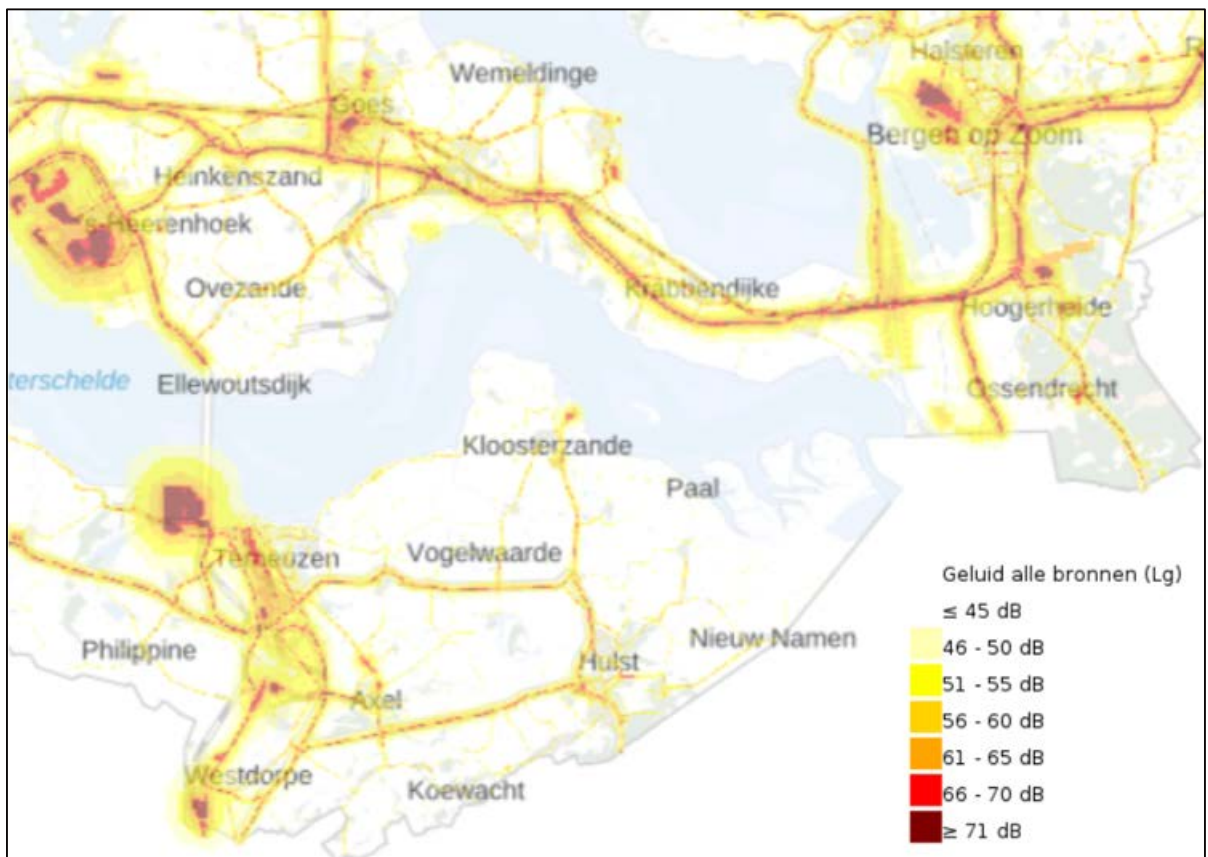 Halsteren
Wemeldinge
Goes
Bergen op Zoom
Heinkenszand
's-Heerenhoek
Ovezande
Krabbendijke
Hoogerheide
terschelde
Ellewoutsdijk
Ossendrecht
Kloosterzande
Paal
Terneuzen
Vogelwaarde
Philippine
Nieuw Namen
Hulst
Axel
Westdorpe
Koewacht
Geluid alle bronnen (Lg)
≤ 45 dB
46 - 50 dB
51 - 55 dB
56 - 60 dB
61 - 65 dB
66 - 70 dB
≥ 71 dB